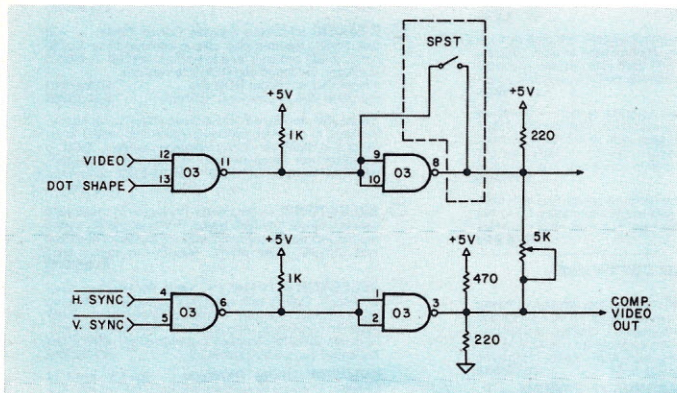 SPST
+5V
+5V
1K
220
VIDEO
12
13
03
11
9
10
03
8
DOT SHAPE
5K
+5V
+5V
1K
470
H. SYNC
4
5
03
6
1
2
03
3
V. SYNC
220
COMP.
VIDEO
OUT